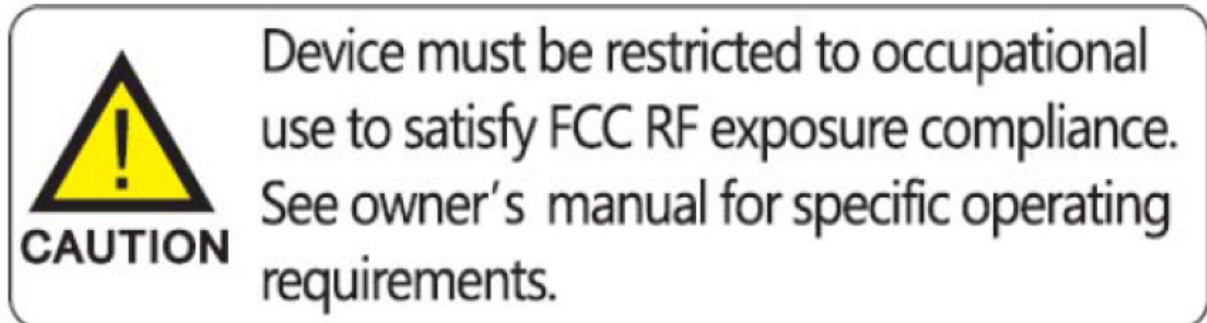 Device must be restricted to occupational
use to satisfy FCC RF exposure compliance.
See owner's manual for specific operating
requirements.
!
CAUTION